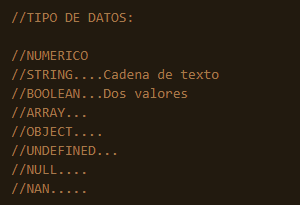 //TIPO DE DATOS:
//NUMERICO
//STRING....Cadena de texto
//BOOLEAN...Dos valores
//ARRAY...
//OBJECT....
//UNDEFINED...
//NULL....
//NAN.....